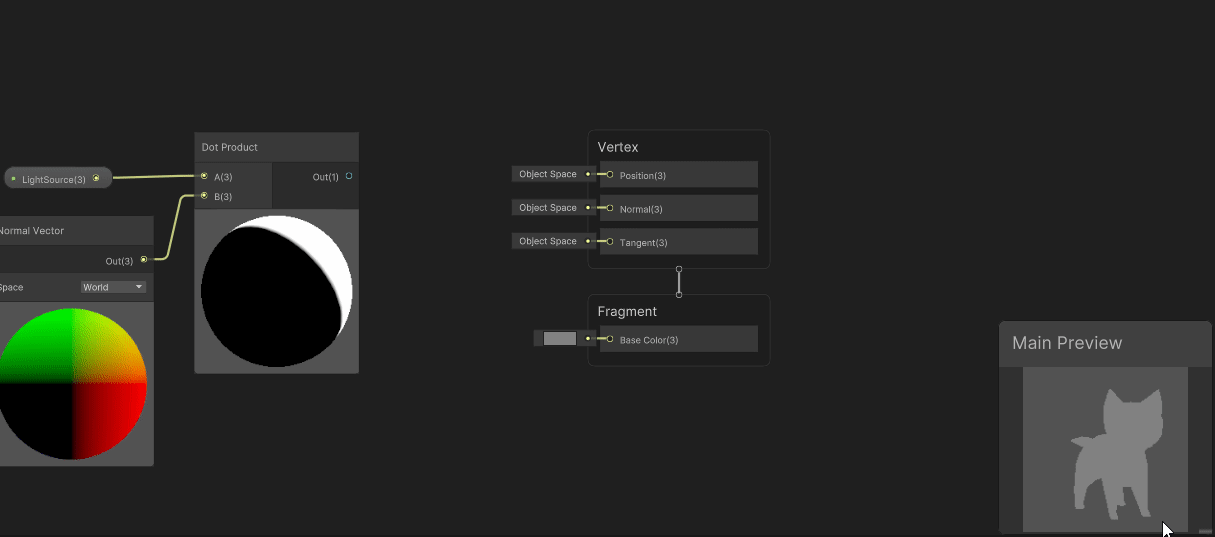 LightSource(3)
Normal Vector
Out(3)
Space
World
Dot Product
A(3)
Out(1)
B(3)
Vertex
Object Space
Position(3)
Object Space
Normal(3)
Object Space
Tangent(3)
Fragment
Base Color(3)
Main Preview